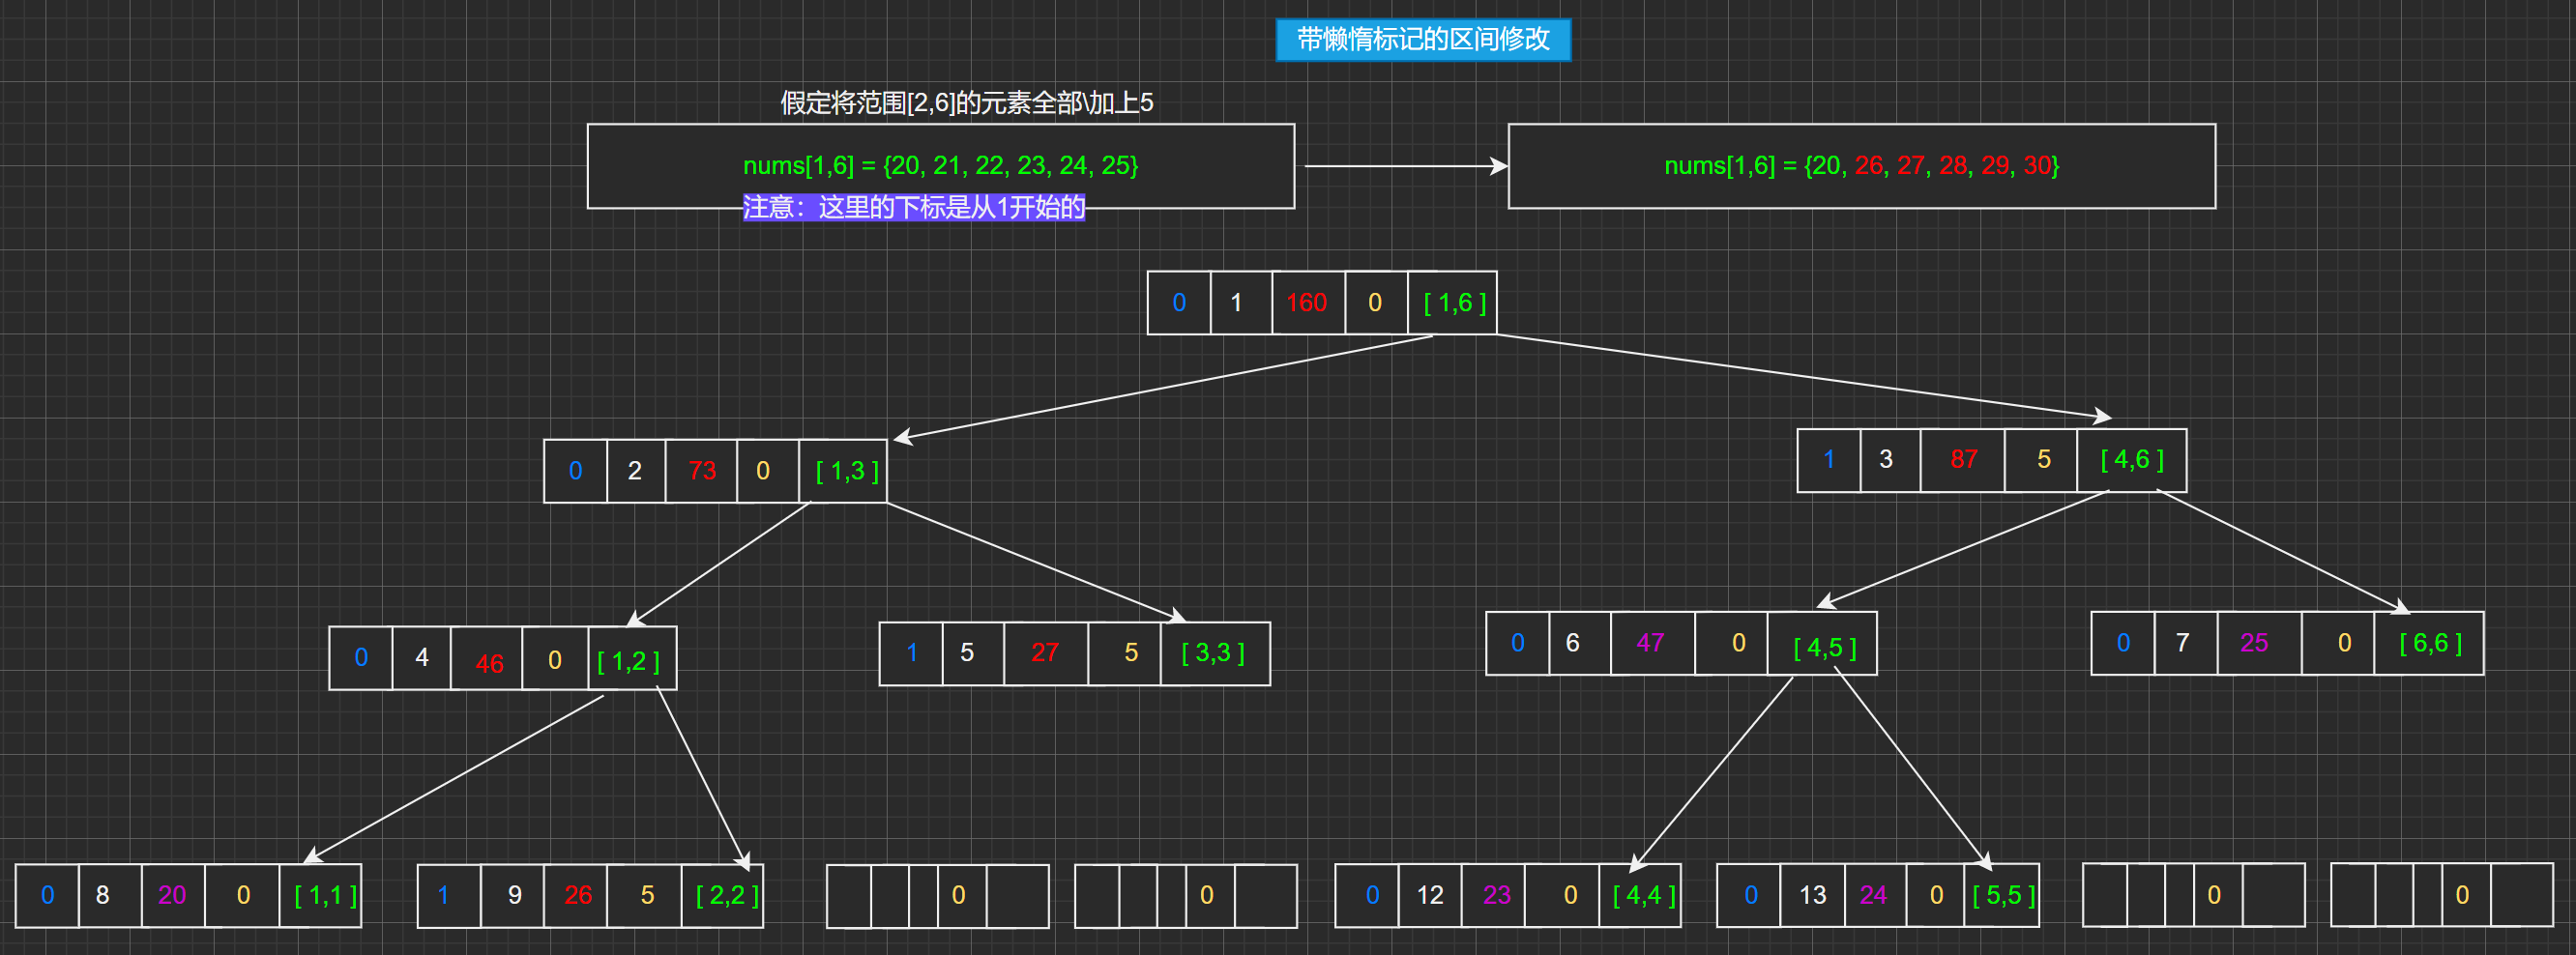 带懒惰标记的区间修改
假定将范围[2,6]的元素全部\加上5
nums[1,6] = {20, 21, 22, 23, 24, 25}
注意：这里的下标是从1开始的
nums[1,6] = {20, 26, 27, 28, 29, 30}
0 1 160 0 [ 1,6 ]
0 2 73 0 [ 1,3 ]
1 3 87 5 [ 4,6 ]
0 4 46 0 [ 1,2 ]
1 5 27 5 [ 3,3 ]
0 6 47 0 [ 4,5 ]
0 7 25 0 [ 6,6 ]
0 8 20 0 [ 1,1 ]
1 9 26 5 [ 2,2 ]
0
0
0 12 23 0 [ 4,4 ]
0 13 24 0 [ 5,5 ]
0
0